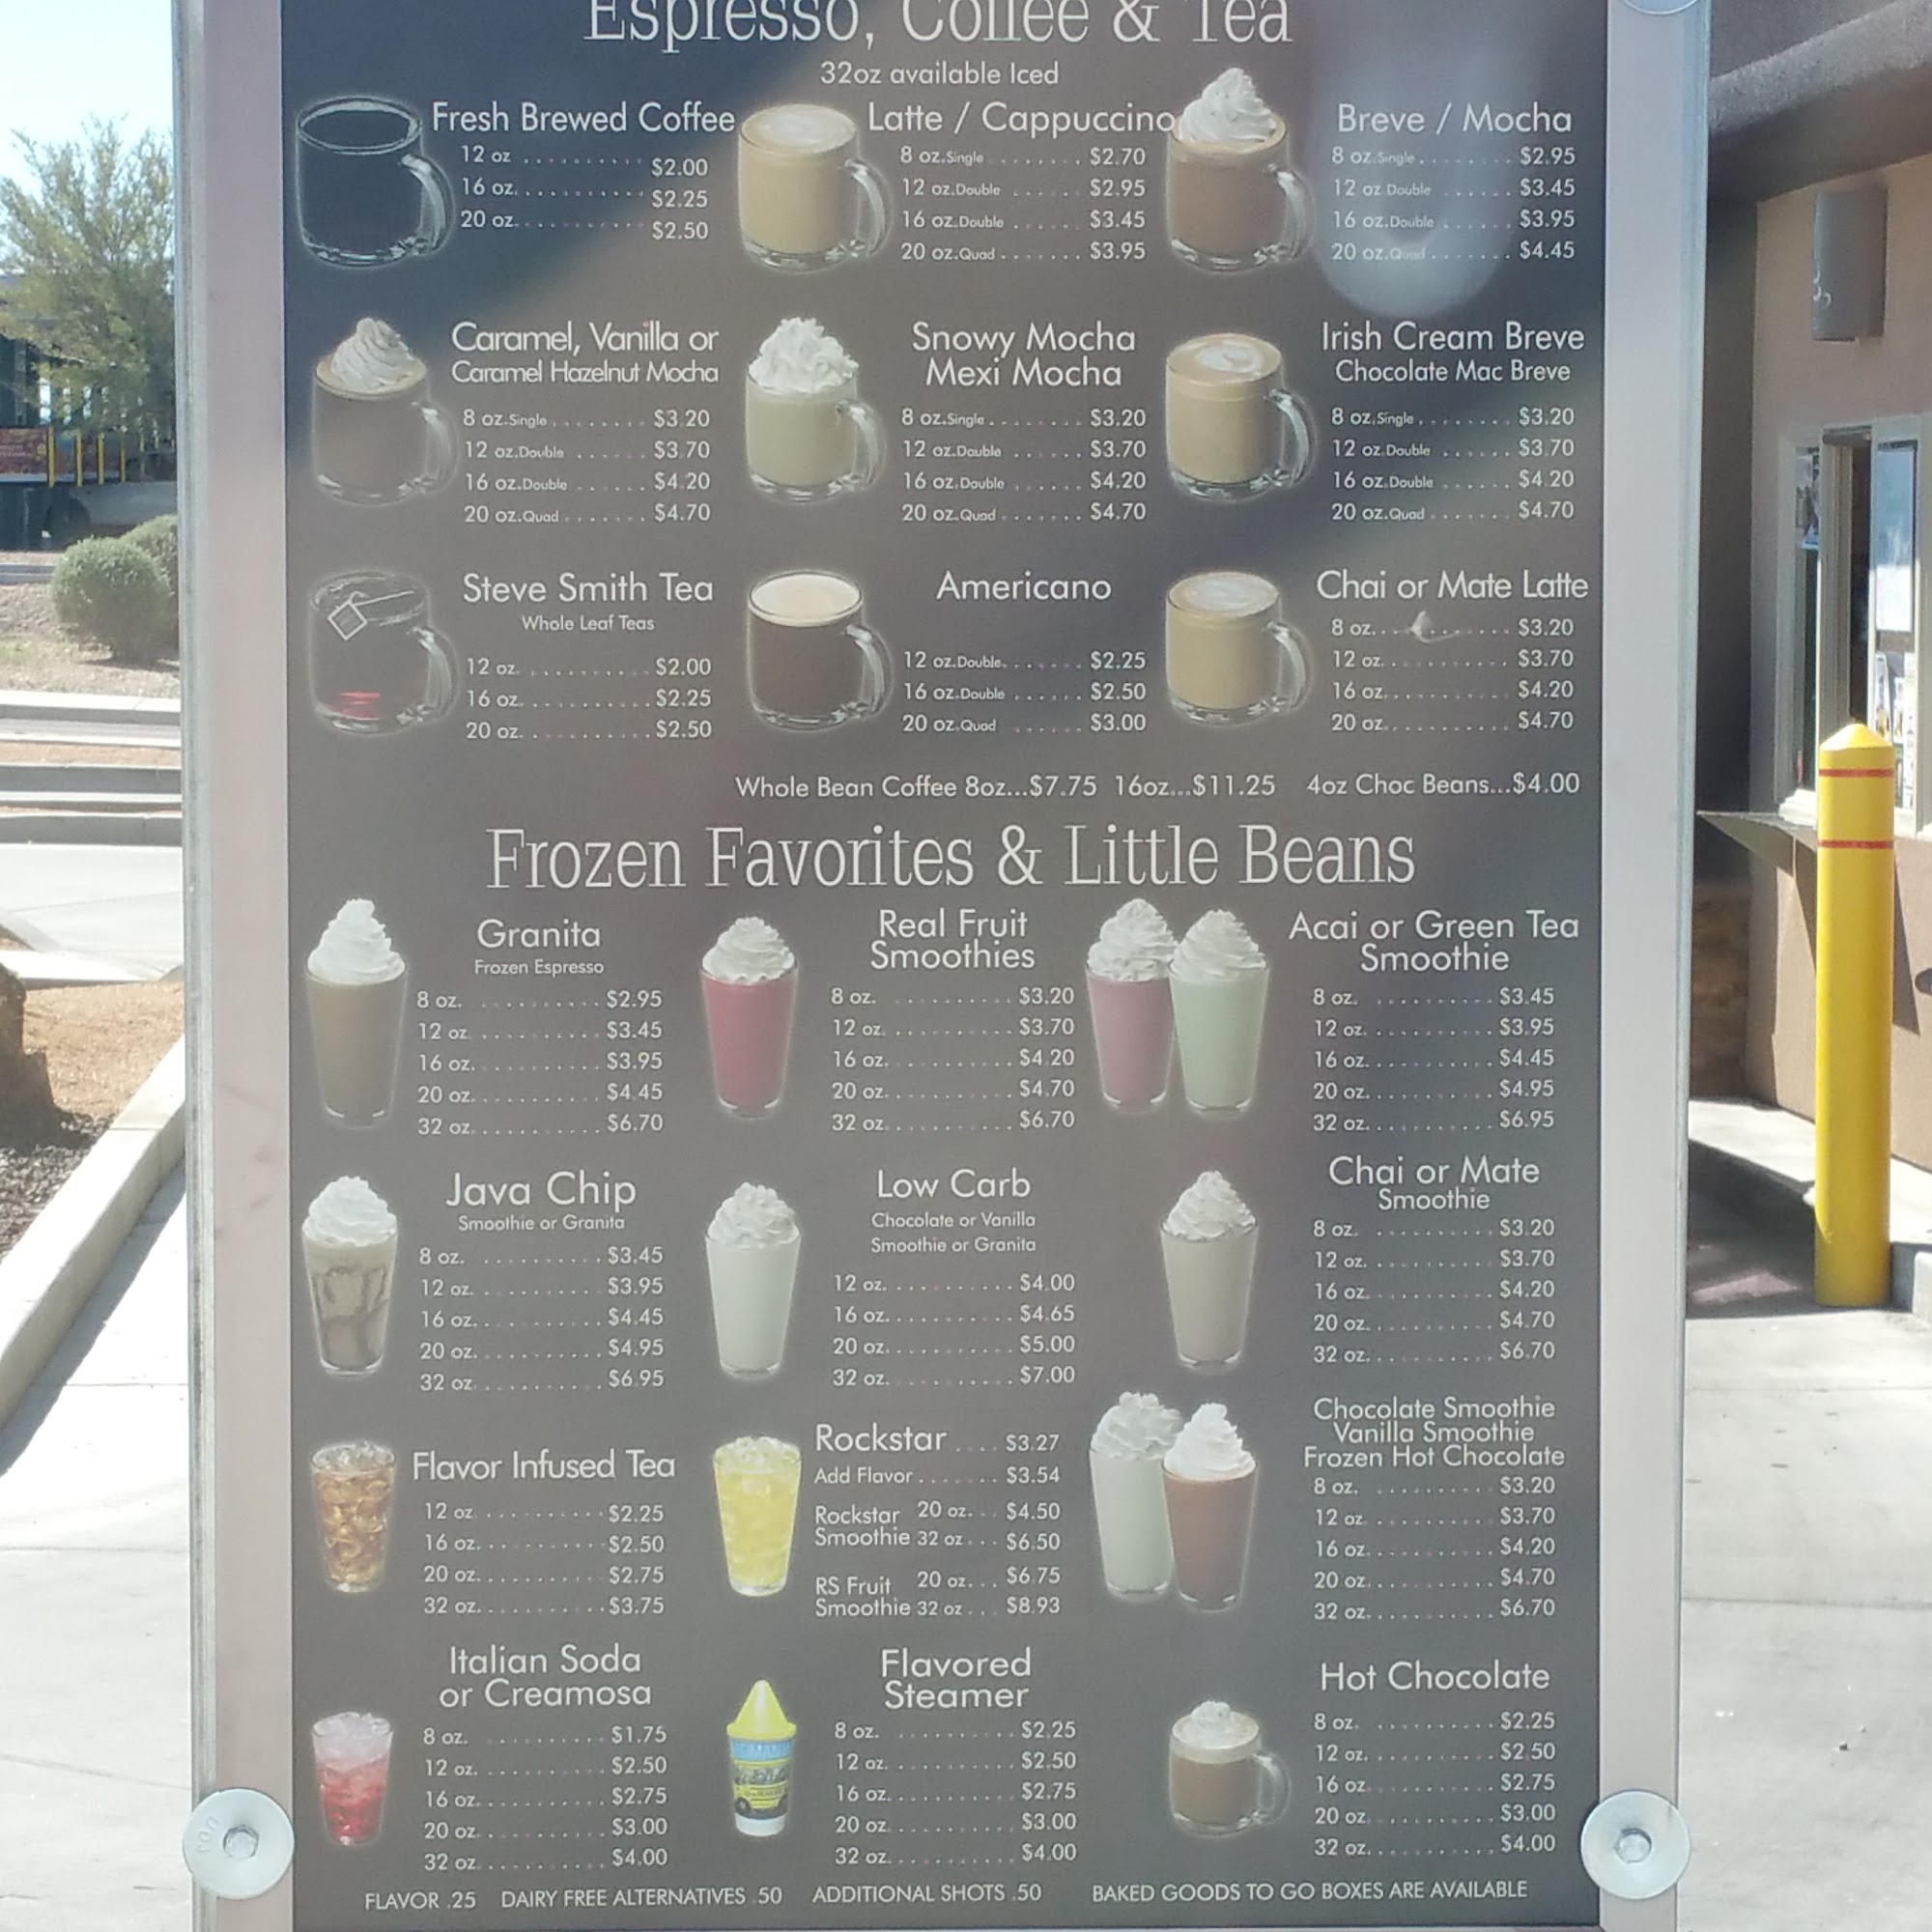 Espresso, Coffee & Tea
32oz available Iced
Fresh Brewed Coffee
12 oz .......... $2.00
16 oz. .......... $2.25
20 oz. .......... $2.50
Latte / Cappuccino
8 oz. Single ....... $2.70
12 oz. Double ...... $2.95
16 oz. Double ...... $3.45
20 oz. Quad ....... $3.95
Breve / Mocha
8 oz. Single ....... $2.95
12 oz. Double ...... $3.45
16 oz. Double ...... $3.95
20 oz. Quad ....... $4.45
Caramel, Vanilla or
Caramel Hazelnut Mocha
8 oz. Single ........ $3.20
12 oz. Double ...... $3.70
16 oz. Double ...... $4.20
20 oz. Quad ....... $4.70
Snowy Mocha
Mexi Mocha
8 oz. Single ........ $3.20
12 oz. Double ...... $3.70
16 oz. Double ...... $4.20
20 oz. Quad ....... $4.70
Irish Cream Breve
Chocolate Mac Breve
8 oz. Single ........ $3.20
12 oz. Double ...... $3.70
16 oz. Double ...... $4.20
20 oz. Quad ....... $4.70
Steve Smith Tea
Whole Leaf Teas
12 oz. .......... $2.00
16 oz. .......... $2.25
20 oz. .......... $2.50
Americano
12 oz. Double ...... $2.25
16 oz. Double ...... $2.50
20 oz. Quad ...... $3.00
Chai or Mate Latte
8 oz. .......... $3.20
12 oz. .......... $3.70
16 oz. .......... $4.20
20 oz. .......... $4.70
Whole Bean Coffee 8oz...$7.75 16oz...$11.25 4oz Choc Beans...$4.00
Frozen Favorites & Little Beans
Granita
Frozen Espresso
8 oz. .......... $2.95
12 oz. .......... $3.45
16 oz. .......... $3.95
20 oz. .......... $4.45
32 oz. .......... $6.70
Real Fruit
Smoothies
8 oz. .......... $3.20
12 oz. .......... $3.70
16 oz. .......... $4.20
20 oz. .......... $4.70
32 oz. .......... $6.70
Acai or Green Tea
Smoothie
8 oz. .......... $3.45
12 oz. .......... $3.95
16 oz. .......... $4.45
20 oz. .......... $4.95
32 oz. .......... $6.95
Java Chip
Smoothie or Granita
8 oz. .......... $3.45
12 oz. .......... $3.95
16 oz. .......... $4.45
20 oz. .......... $4.95
32 oz. .......... $6.95
Low Carb
Chocolate or Vanilla
Smoothie or Granita
12 oz. .......... $4.00
16 oz. .......... $4.65
20 oz. .......... $5.00
32 oz. .......... $7.00
Chai or Mate
Smoothie
8 oz. .......... $3.20
12 oz. .......... $3.70
16 oz. .......... $4.20
20 oz. .......... $4.70
32 oz. .......... $6.70
Flavor Infused Tea
12 oz. .......... $2.25
16 oz. .......... $2.50
20 oz. .......... $2.75
32 oz. .......... $3.75
Rockstar .... $3.27
Add Flavor ....... $3.54
Rockstar 20 oz... $4.50
Smoothie 32 oz... $6.50
RS Fruit 20 oz... $6.75
Smoothie 32 oz... $8.93
Chocolate Smoothie
Vanilla Smoothie
Frozen Hot Chocolate
8 oz. .......... $3.20
12 oz. .......... $3.70
16 oz. .......... $4.20
20 oz. .......... $4.70
32 oz. .......... $6.70
Italian Soda
or Creamosa
8 oz. .......... $1.75
12 oz. .......... $2.50
16 oz. .......... $2.75
20 oz. .......... $3.00
32 oz. .......... $4.00
Flavored
Steamer
8 oz. .......... $2.25
12 oz. .......... $2.50
16 oz. .......... $2.75
20 oz. .......... $3.00
32 oz. .......... $4.00
Hot Chocolate
8 oz. .......... $2.25
12 oz. .......... $2.50
16 oz. .......... $2.75
20 oz. .......... $3.00
32 oz. .......... $4.00
FLAVOR .25 DAIRY FREE ALTERNATIVES .50 ADDITIONAL SHOTS .50 BAKED GOODS TO GO BOXES ARE AVAILABLE